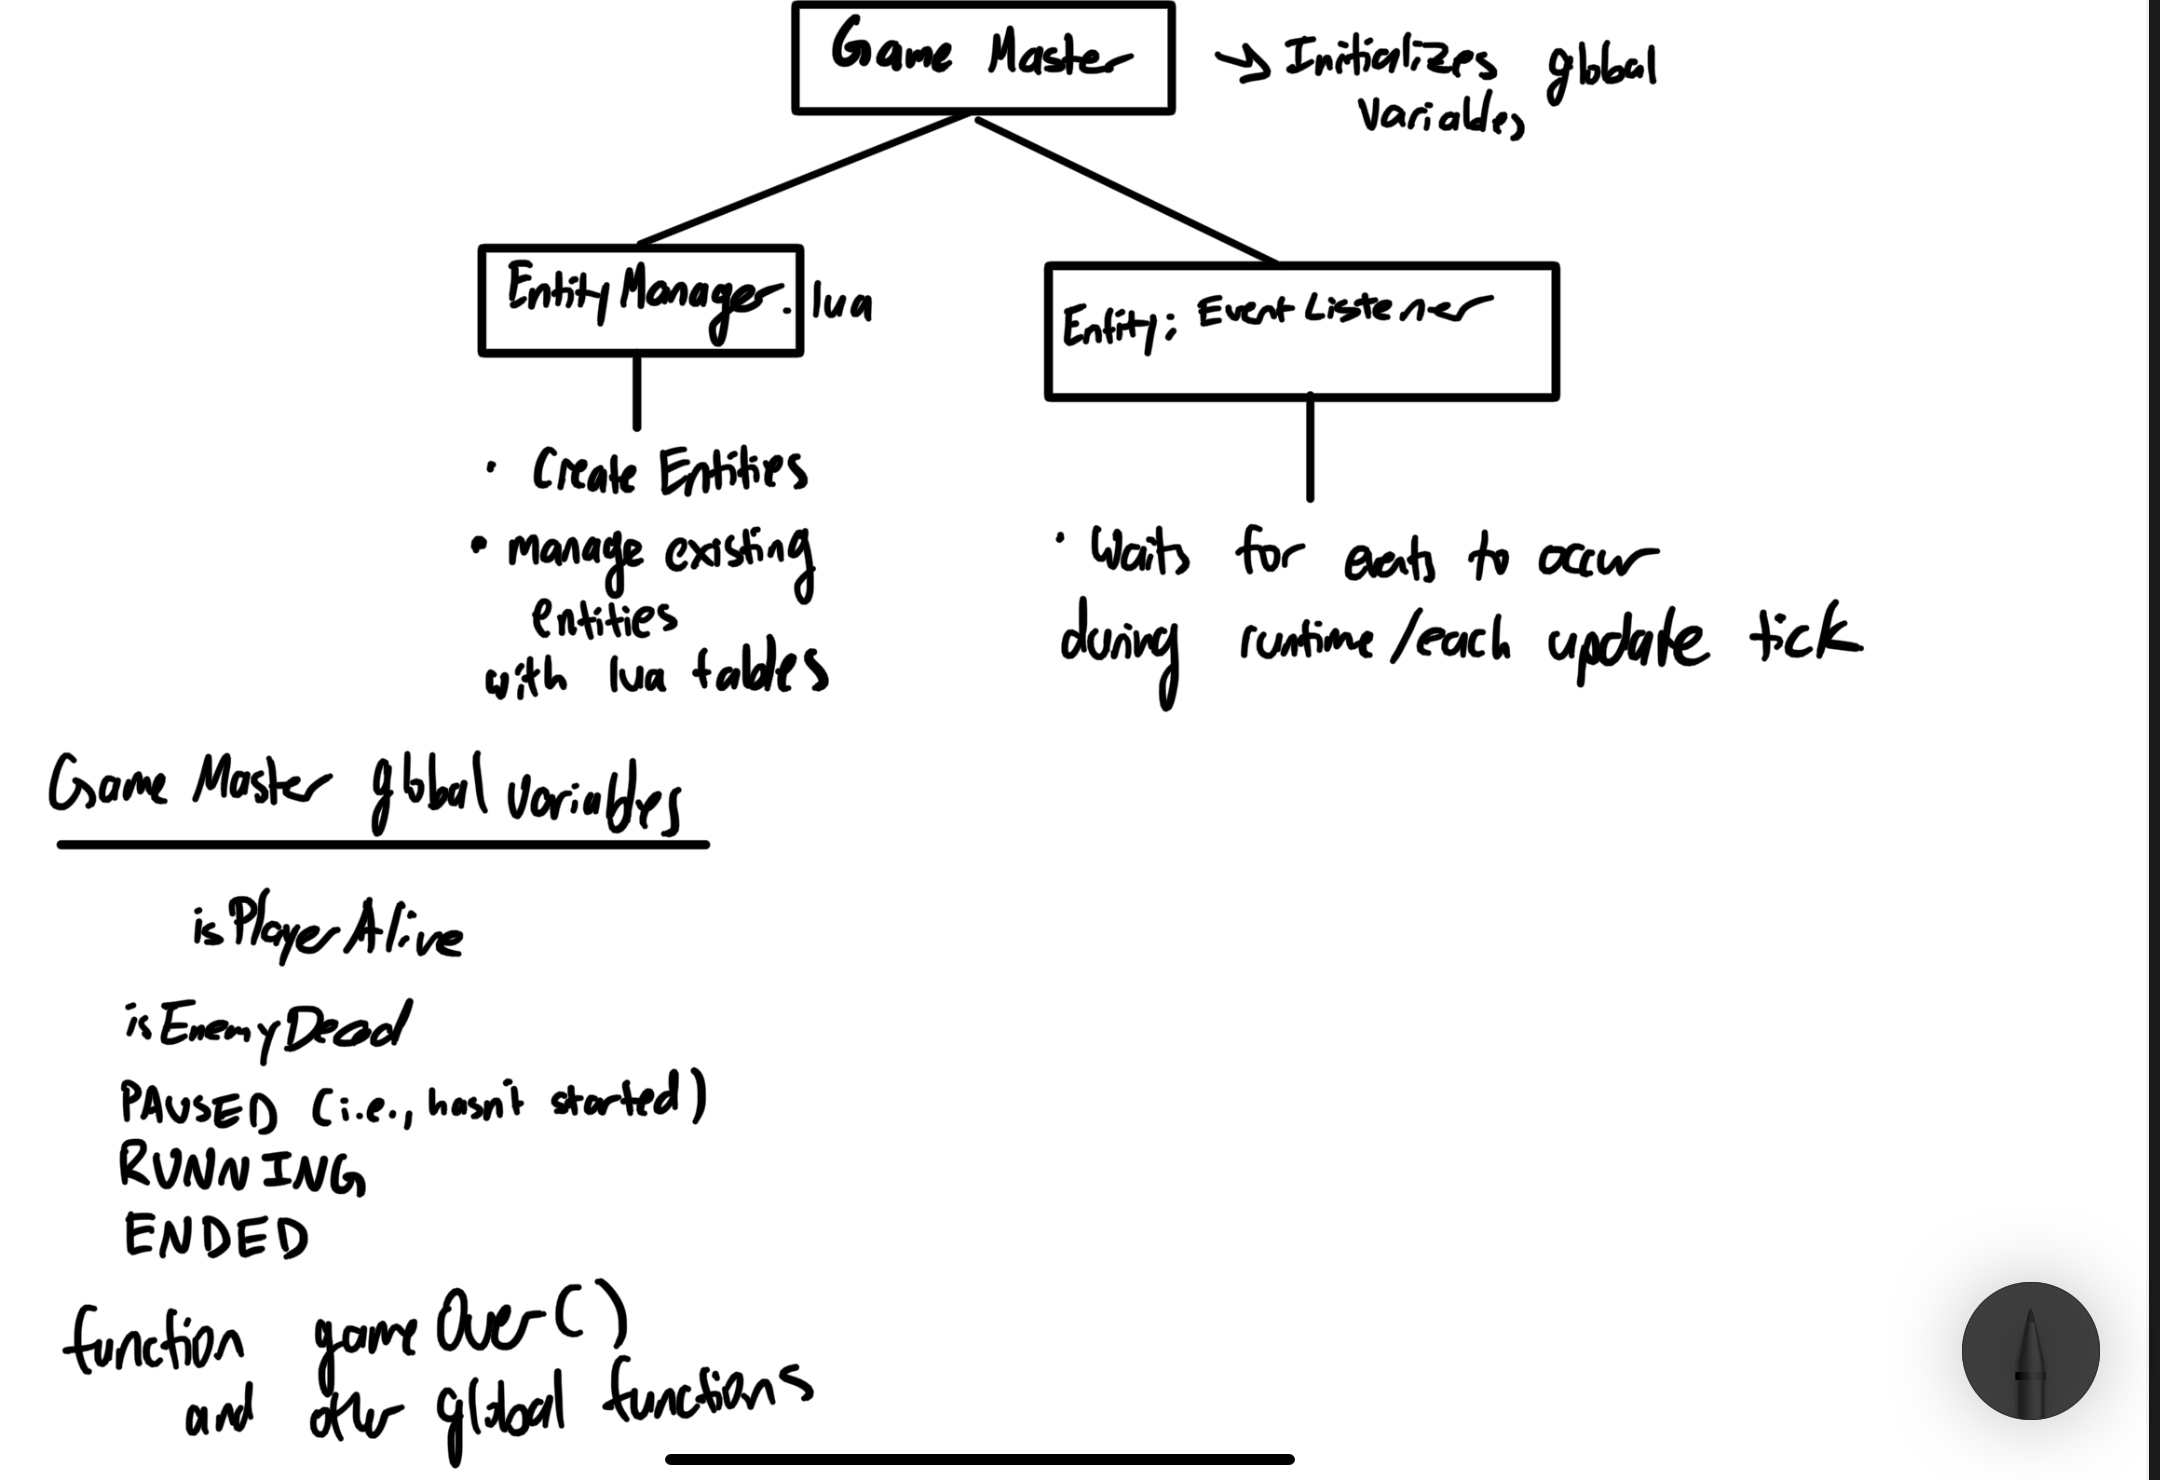 Game Master
→ Initializes global
variables
Entity Manager.lua
Entity: Event Listener
• Create Entities
• manage existing
entities
with lua tables
• Waits for events to occur
during runtime/each update tick
Game Master global variables
isPlayerAlive
isEnemyDead
PAUSED (i.e., hasn't started)
RUNNING
ENDED
function gameOver()
and other global functions